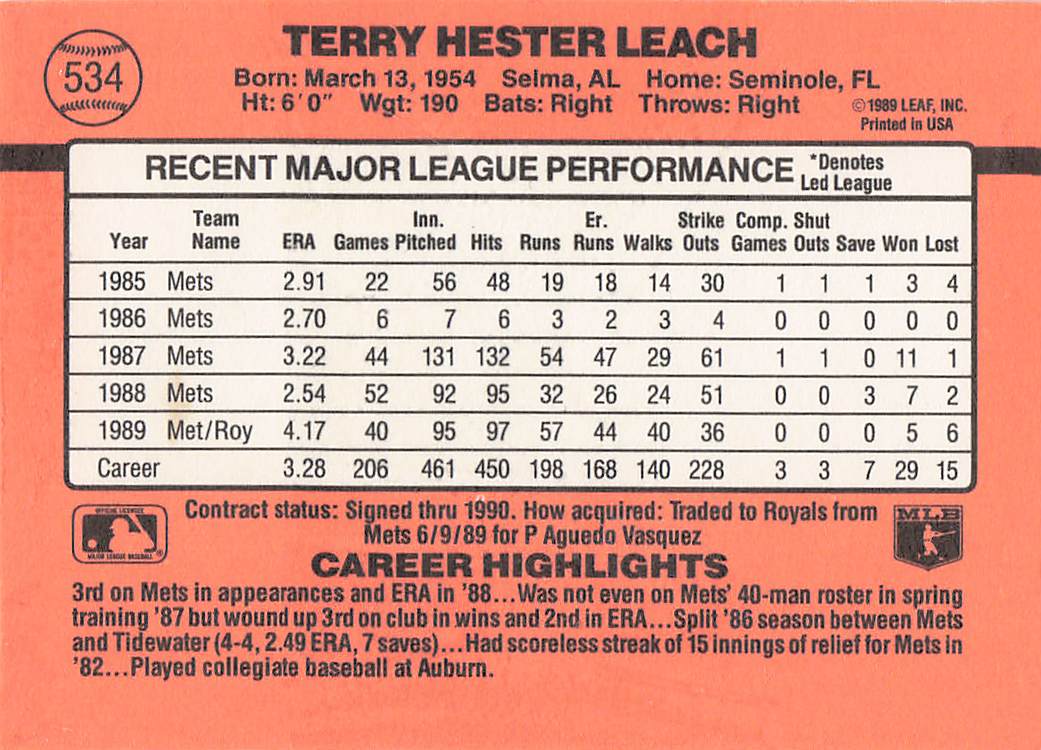 TERRY HESTER LEACH
534
Born: March 13, 1954 Selma, AL Home: Seminole, FL
Ht: 6'0" Wgt: 190 Bats: Right Throws: Right ©1989 LEAF, INC.
Printed in USA
RECENT MAJOR LEAGUE PERFORMANCE *Denotes
Led League
Team Inn. Er. Strike Comp. Shut
Year Name ERA Games Pitched Hits Runs Runs Walks Outs Games Outs Save Won Lost
1985 Mets 2.91 22 56 48 19 18 14 30 1 1 1 3 4
1986 Mets 2.70 6 7 6 3 2 3 4 0 0 0 0 0
1987 Mets 3.22 44 131 132 54 47 29 61 1 1 0 11 1
1988 Mets 2.54 52 92 95 32 26 24 51 0 0 3 7 2
1989 Met/Roy 4.17 40 95 97 57 44 40 36 0 0 0 5 6
Career 3.28 206 461 450 198 168 140 228 3 3 7 29 15
OFFICIAL LICENSEE
MAJOR LEAGUE BASEBALL
®
Contract status: Signed thru 1990. How acquired: Traded to Royals from
Mets 6/9/89 for P Aguedo Vasquez
MLB
CAREER HIGHLIGHTS
3rd on Mets in appearances and ERA in '88...Was not even on Mets' 40-man roster in spring
training '87 but wound up 3rd on club in wins and 2nd in ERA...Split '86 season between Mets
and Tidewater (4-4, 2.49 ERA, 7 saves)...Had scoreless streak of 15 innings of relief for Mets in
'82...Played collegiate baseball at Auburn.